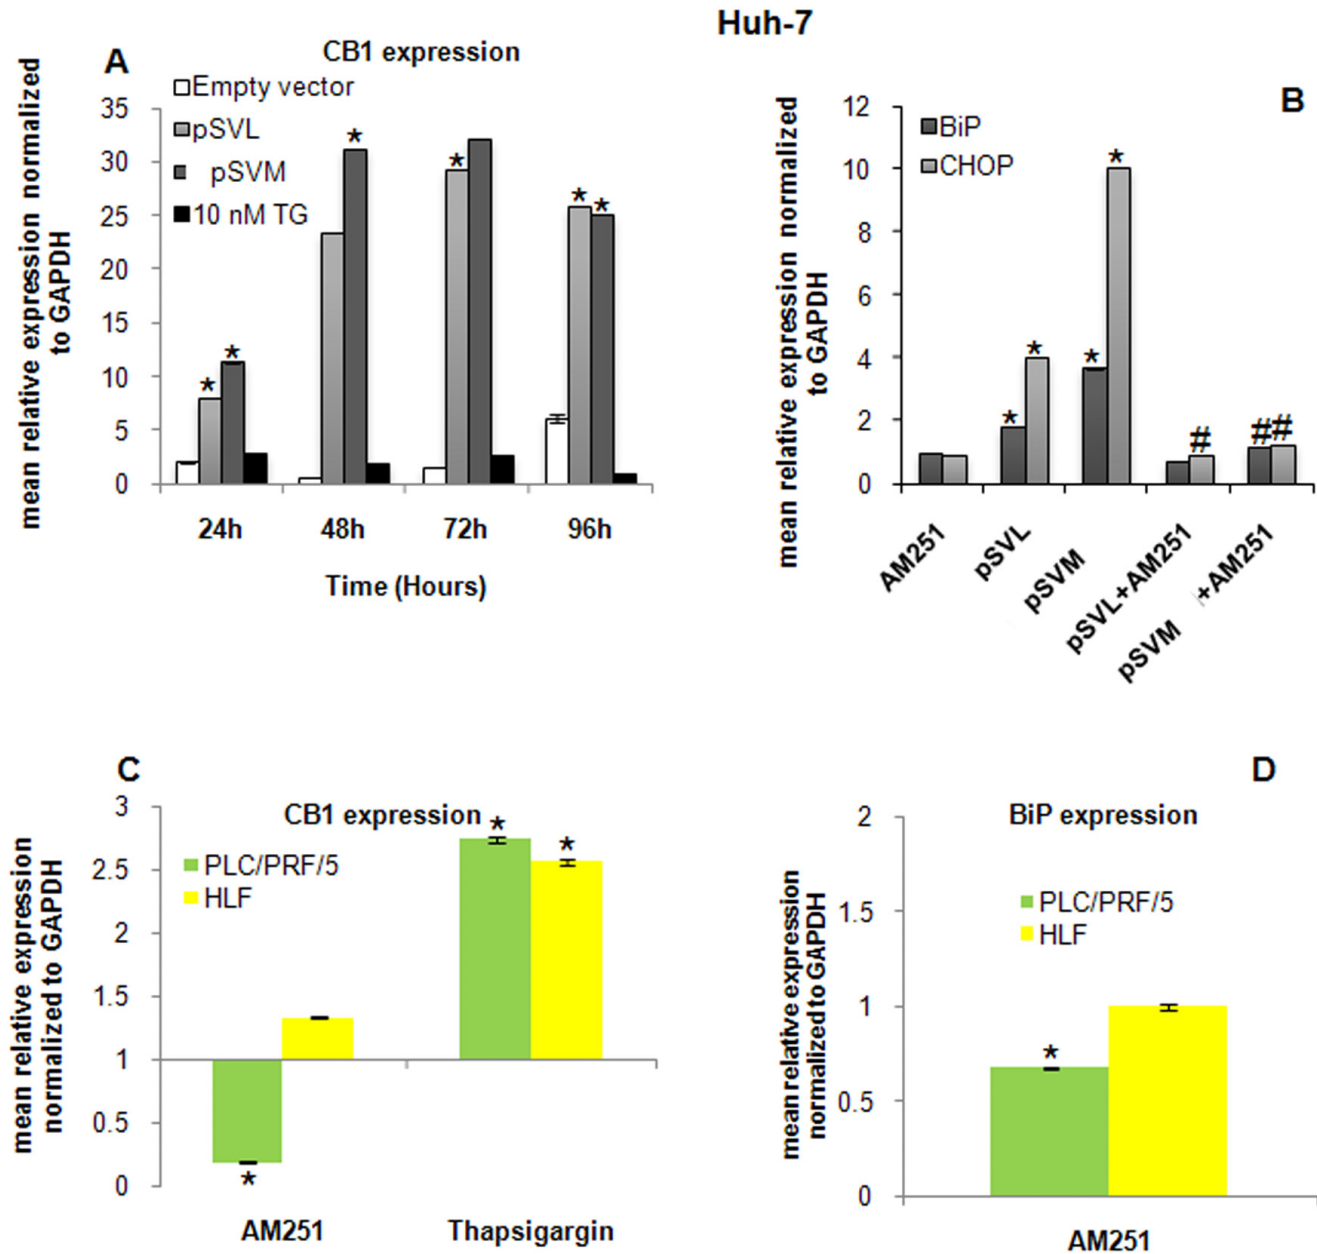 Huh-7
A
CB1 expression
mean relative expression normalized
to GAPDH
Empty vector
pSVL
pSVM
10 nM TG
35
30
25
20
15
10
5
0
* * * * * *
24h 48h 72h 96h
Time (Hours)
B
mean relative expression normalized
to GAPDH
BiP
CHOP
12
10
8
6
4
2
0
* * * * # # #
AM251
pSVL
pSVM
pSVL+AM251
pSVM +AM251
C
CB1 expression
mean relative expression
normalized to GAPDH
PLC/PRF/5
HLF
3
2.5
2
1.5
1
0.5
0
* * *
AM251 Thapsigargin
D
BiP expression
mean relative expression
normalized to GAPDH
PLC/PRF/5
HLF
2
1.5
1
0.5
0
*
AM251